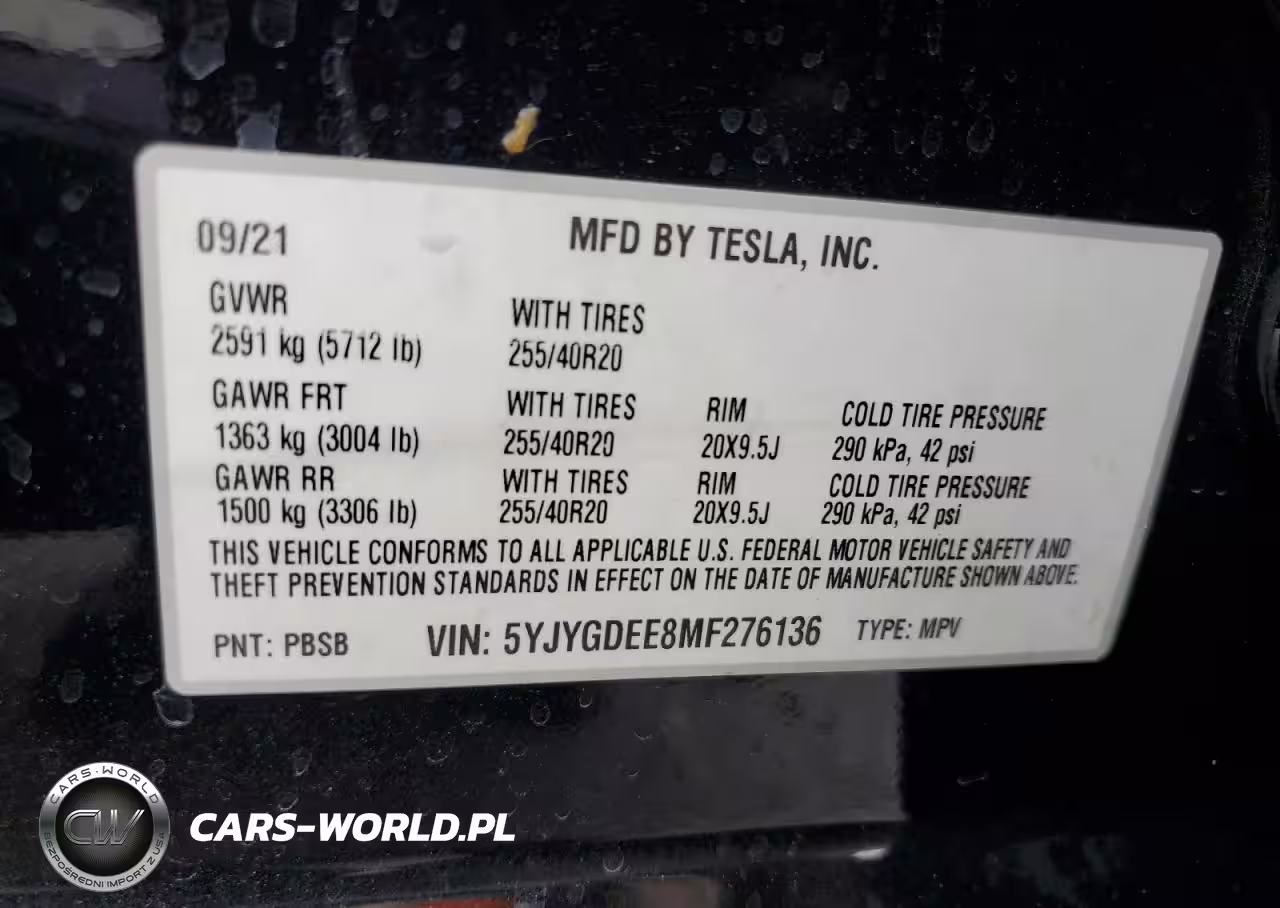 09/21 MFD BY TESLA, INC.
GVWR WITH TIRES
2591 kg (5712 lb) 255/40R20
GAWR FRT WITH TIRES RIM COLD TIRE PRESSURE
1363 kg (3004 lb) 255/40R20 20X9.5J 290 kPa, 42 psi
GAWR RR WITH TIRES RIM COLD TIRE PRESSURE
1500 kg (3306 lb) 255/40R20 20X9.5J 290 kPa, 42 psi
THIS VEHICLE CONFORMS TO ALL APPLICABLE U.S. FEDERAL MOTOR VEHICLE SAFETY AND
THEFT PREVENTION STANDARDS IN EFFECT ON THE DATE OF MANUFACTURE SHOWN ABOVE.
PNT: PBSB VIN: 5YJYGDEE8MF276136 TYPE: MPV
CARS-WORLD
CW
BEZPOŚREDNI IMPORT Z USA
CARS-WORLD.PL